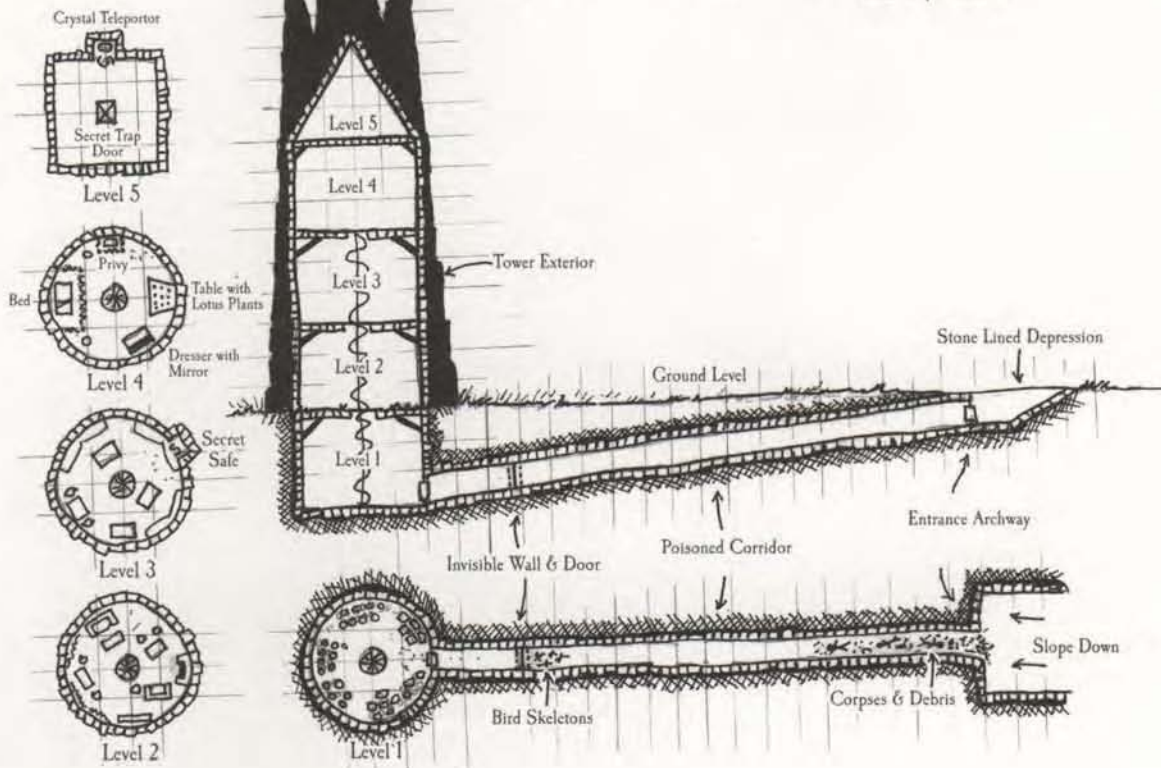 Crystal Teleportor
Secret Trap
Door
Level 5
Privy
Bed
Table with
Lotus Plants
Dresser with
Mirror
Level 4
Secret
Safe
Level 3
Level 2
Level 5
Level 4
Level 3
Level 2
Level 1
Tower Exterior
Ground Level
Stone Lined Depression
Entrance Archway
Invisible Wall & Door
Poisoned Corridor
Slope Down
Bird Skeletons
Corpses & Debris
Level 1